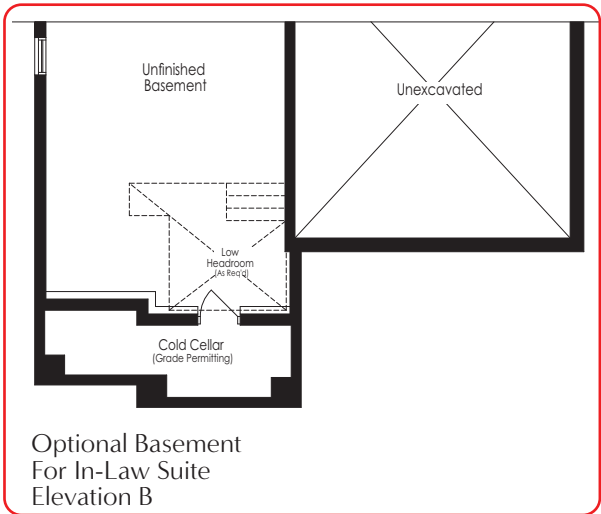 Unfinished
Basement
Unexcavated
Low
Headroom
(As Req'd)
Cold Cellar
(Grade Permitting)
Optional Basement
For In-Law Suite
Elevation B